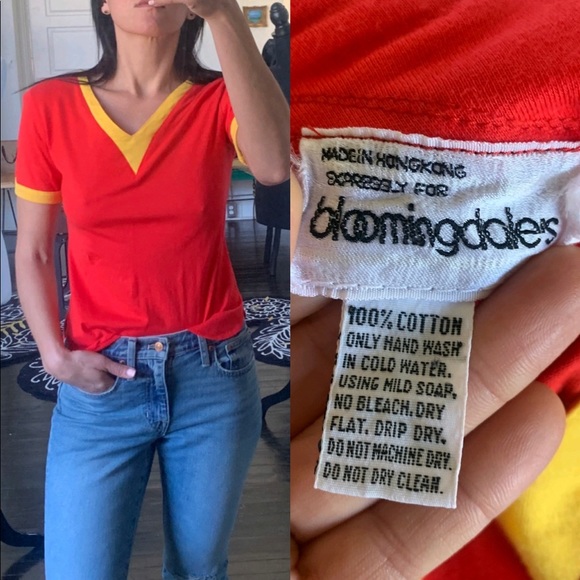 MADE IN HONGKONG
EXPRESSLY FOR
bloomingdale's
100% COTTON
ONLY HAND WASH
IN COLD WATER.
USING MILD SOAP.
NO BLEACH. DRY
FLAT. DRIP DRY.
DO NOT MACHINE DRY.
DO NOT DRY CLEAN.